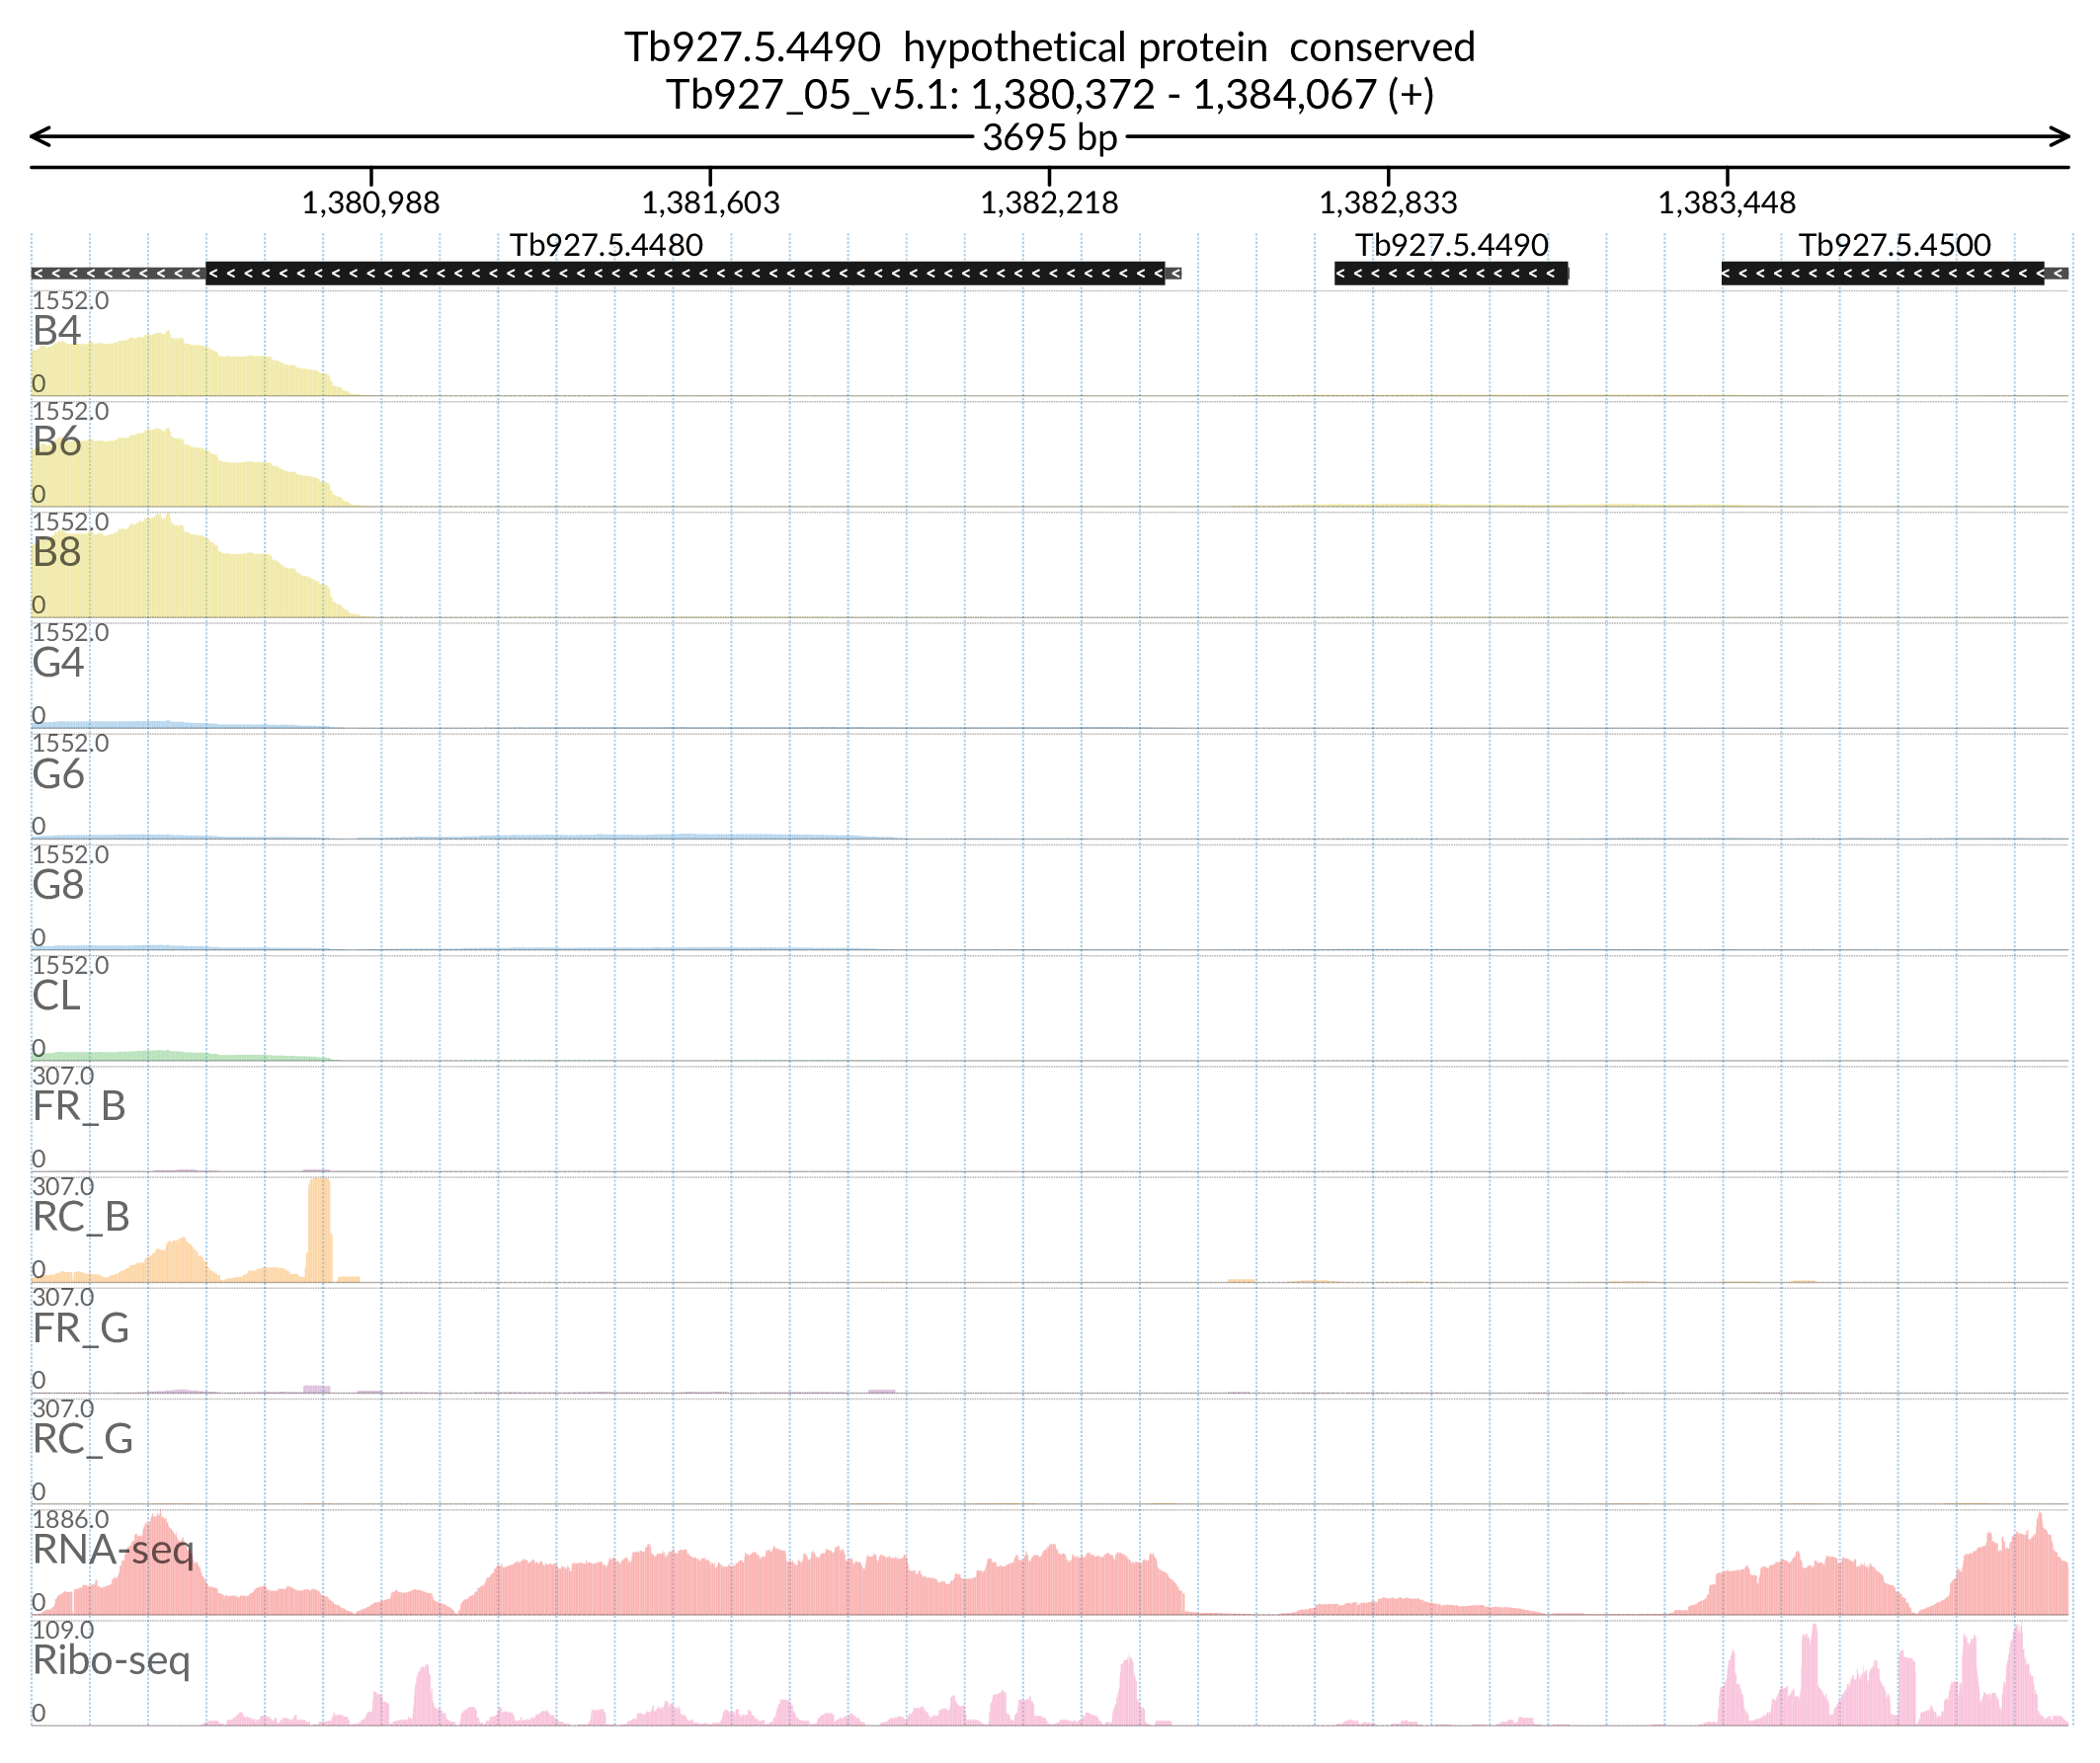 Tb927.5.4490  hypothetical protein  conserved
Tb927_05_v5.1: 1,380,372 - 1,384,067 (+)
3695 bp
1,380,988 1,381,603 1,382,218 1,382,833 1,383,448
Tb927.5.4480 Tb927.5.4490 Tb927.5.4500
1552.0
B4
0
1552.0
B6
0
1552.0
B8
0
1552.0
G4
0
1552.0
G6
0
1552.0
G8
0
1552.0
CL
0
307.0
FR_B
0
307.0
RC_B
0
307.0
FR_G
0
307.0
RC_G
0
1886.0
RNA-seq
0
109.0
Ribo-seq
0